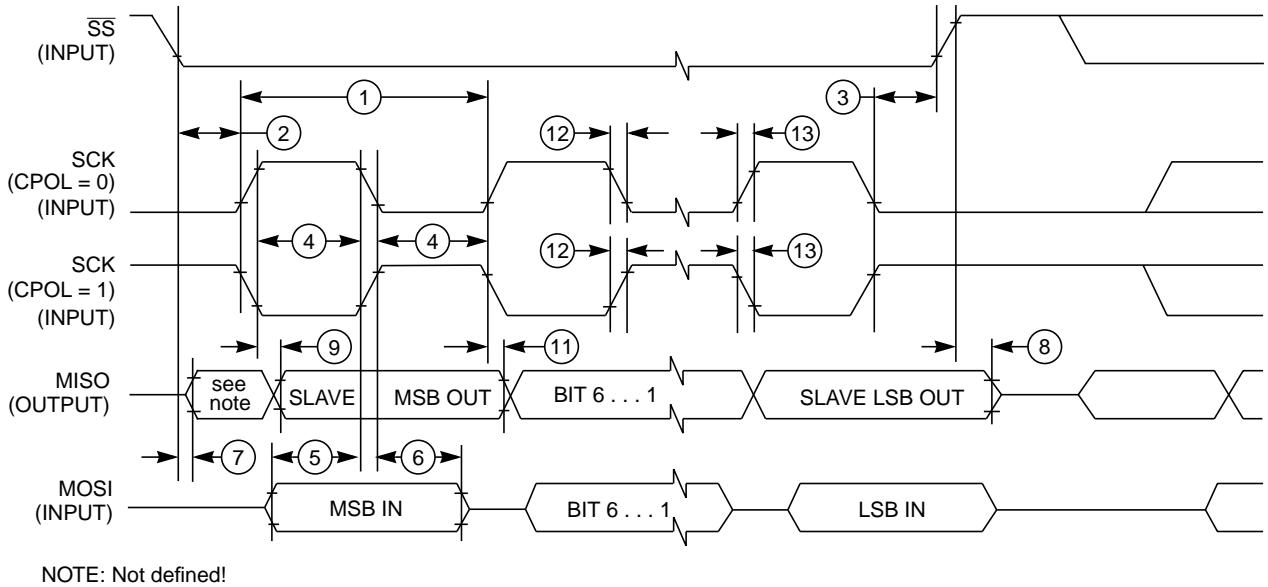 SS
(INPUT)
1
3
2
12
13
SCK
(CPOL = 0)
(INPUT)
4
4
12
13
SCK
(CPOL = 1)
(INPUT)
9
11
8
MISO
(OUTPUT)
see
note
SLAVE
MSB OUT
BIT 6 . . . 1
SLAVE LSB OUT
7
5
6
MOSI
(INPUT)
MSB IN
BIT 6 . . . 1
LSB IN
NOTE: Not defined!